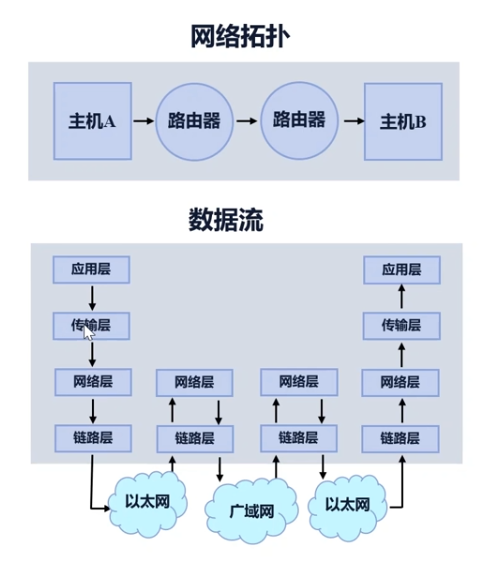 网络拓扑
主机A 路由器 路由器 主机B
数据流
应用层 应用层
传输层 传输层
网络层 网络层 网络层 网络层
链路层 链路层 链路层 链路层
以太网 广域网 以太网